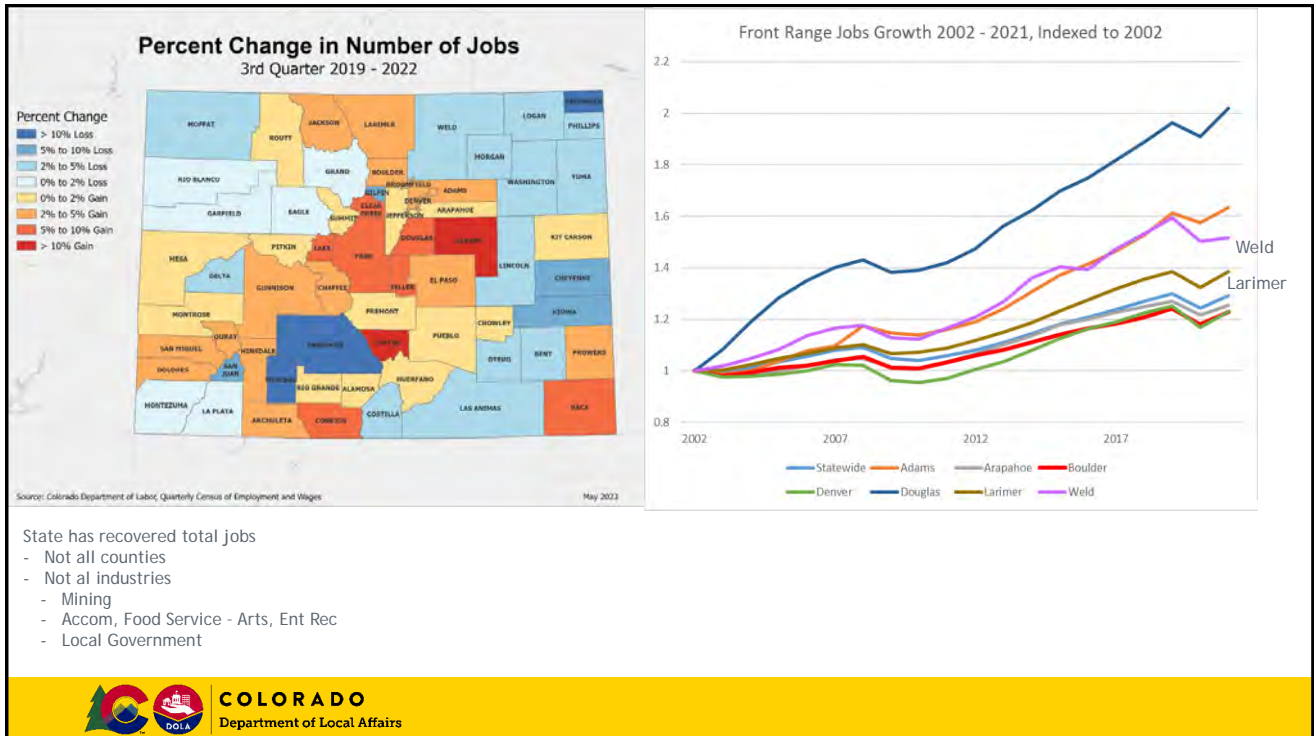 Percent Change in Number of Jobs
3rd Quarter 2019 - 2022
Percent Change
> 10% Loss
5% to 10% Loss
2% to 5% Loss
0% to 2% Loss
0% to 2% Gain
2% to 5% Gain
5% to 10% Gain
> 10% Gain
MOFFAT
ROUTT
JACKSON
LARIMER
WELD
LOGAN
PHILLIPS
MORGAN
RIO BLANCO
GRAND
BOULDER
BROOMFIELD
WASHINGTON
YUMA
GILPIN
ADAMS
DENVER
CLEAR CREEK
ARAPAHOE
GARFIELD
EAGLE
SUMMIT
JEFFERSON
DOUGLAS
ELBERT
KIT CARSON
PITKIN
LAKE
PARK
MESA
DELTA
LINCOLN
CHEYENNE
GUNNISON
CHAFFEE
TELLER
EL PASO
KIOWA
MONTROSE
FREMONT
CROWLEY
PUEBLO
OURAY
SAN MIGUEL
HINSDALE
SAGUACHE
CUSTER
OTERO
BENT
PROWERS
DOLORES
SAN JUAN
MINERAL
RIO GRANDE
ALAMOSA
HUERFANO
MONTEZUMA
LA PLATA
ARCHULETA
CONEJOS
COSTILLA
LAS ANIMAS
BACA
Source: Colorado Department of Labor, Quarterly Census of Employment and Wages
May 2023
Front Range Jobs Growth 2002 - 2021, Indexed to 2002
2.2
2
1.8
1.6
1.4
1.2
1
0.8
Weld
Larimer
2002 2007 2012 2017
Statewide Adams Arapahoe Boulder
Denver Douglas Larimer Weld
State has recovered total jobs
- Not all counties
- Not al industries
- Mining
- Accom, Food Service - Arts, Ent Rec
- Local Government
DOLA
COLORADO
Department of Local Affairs